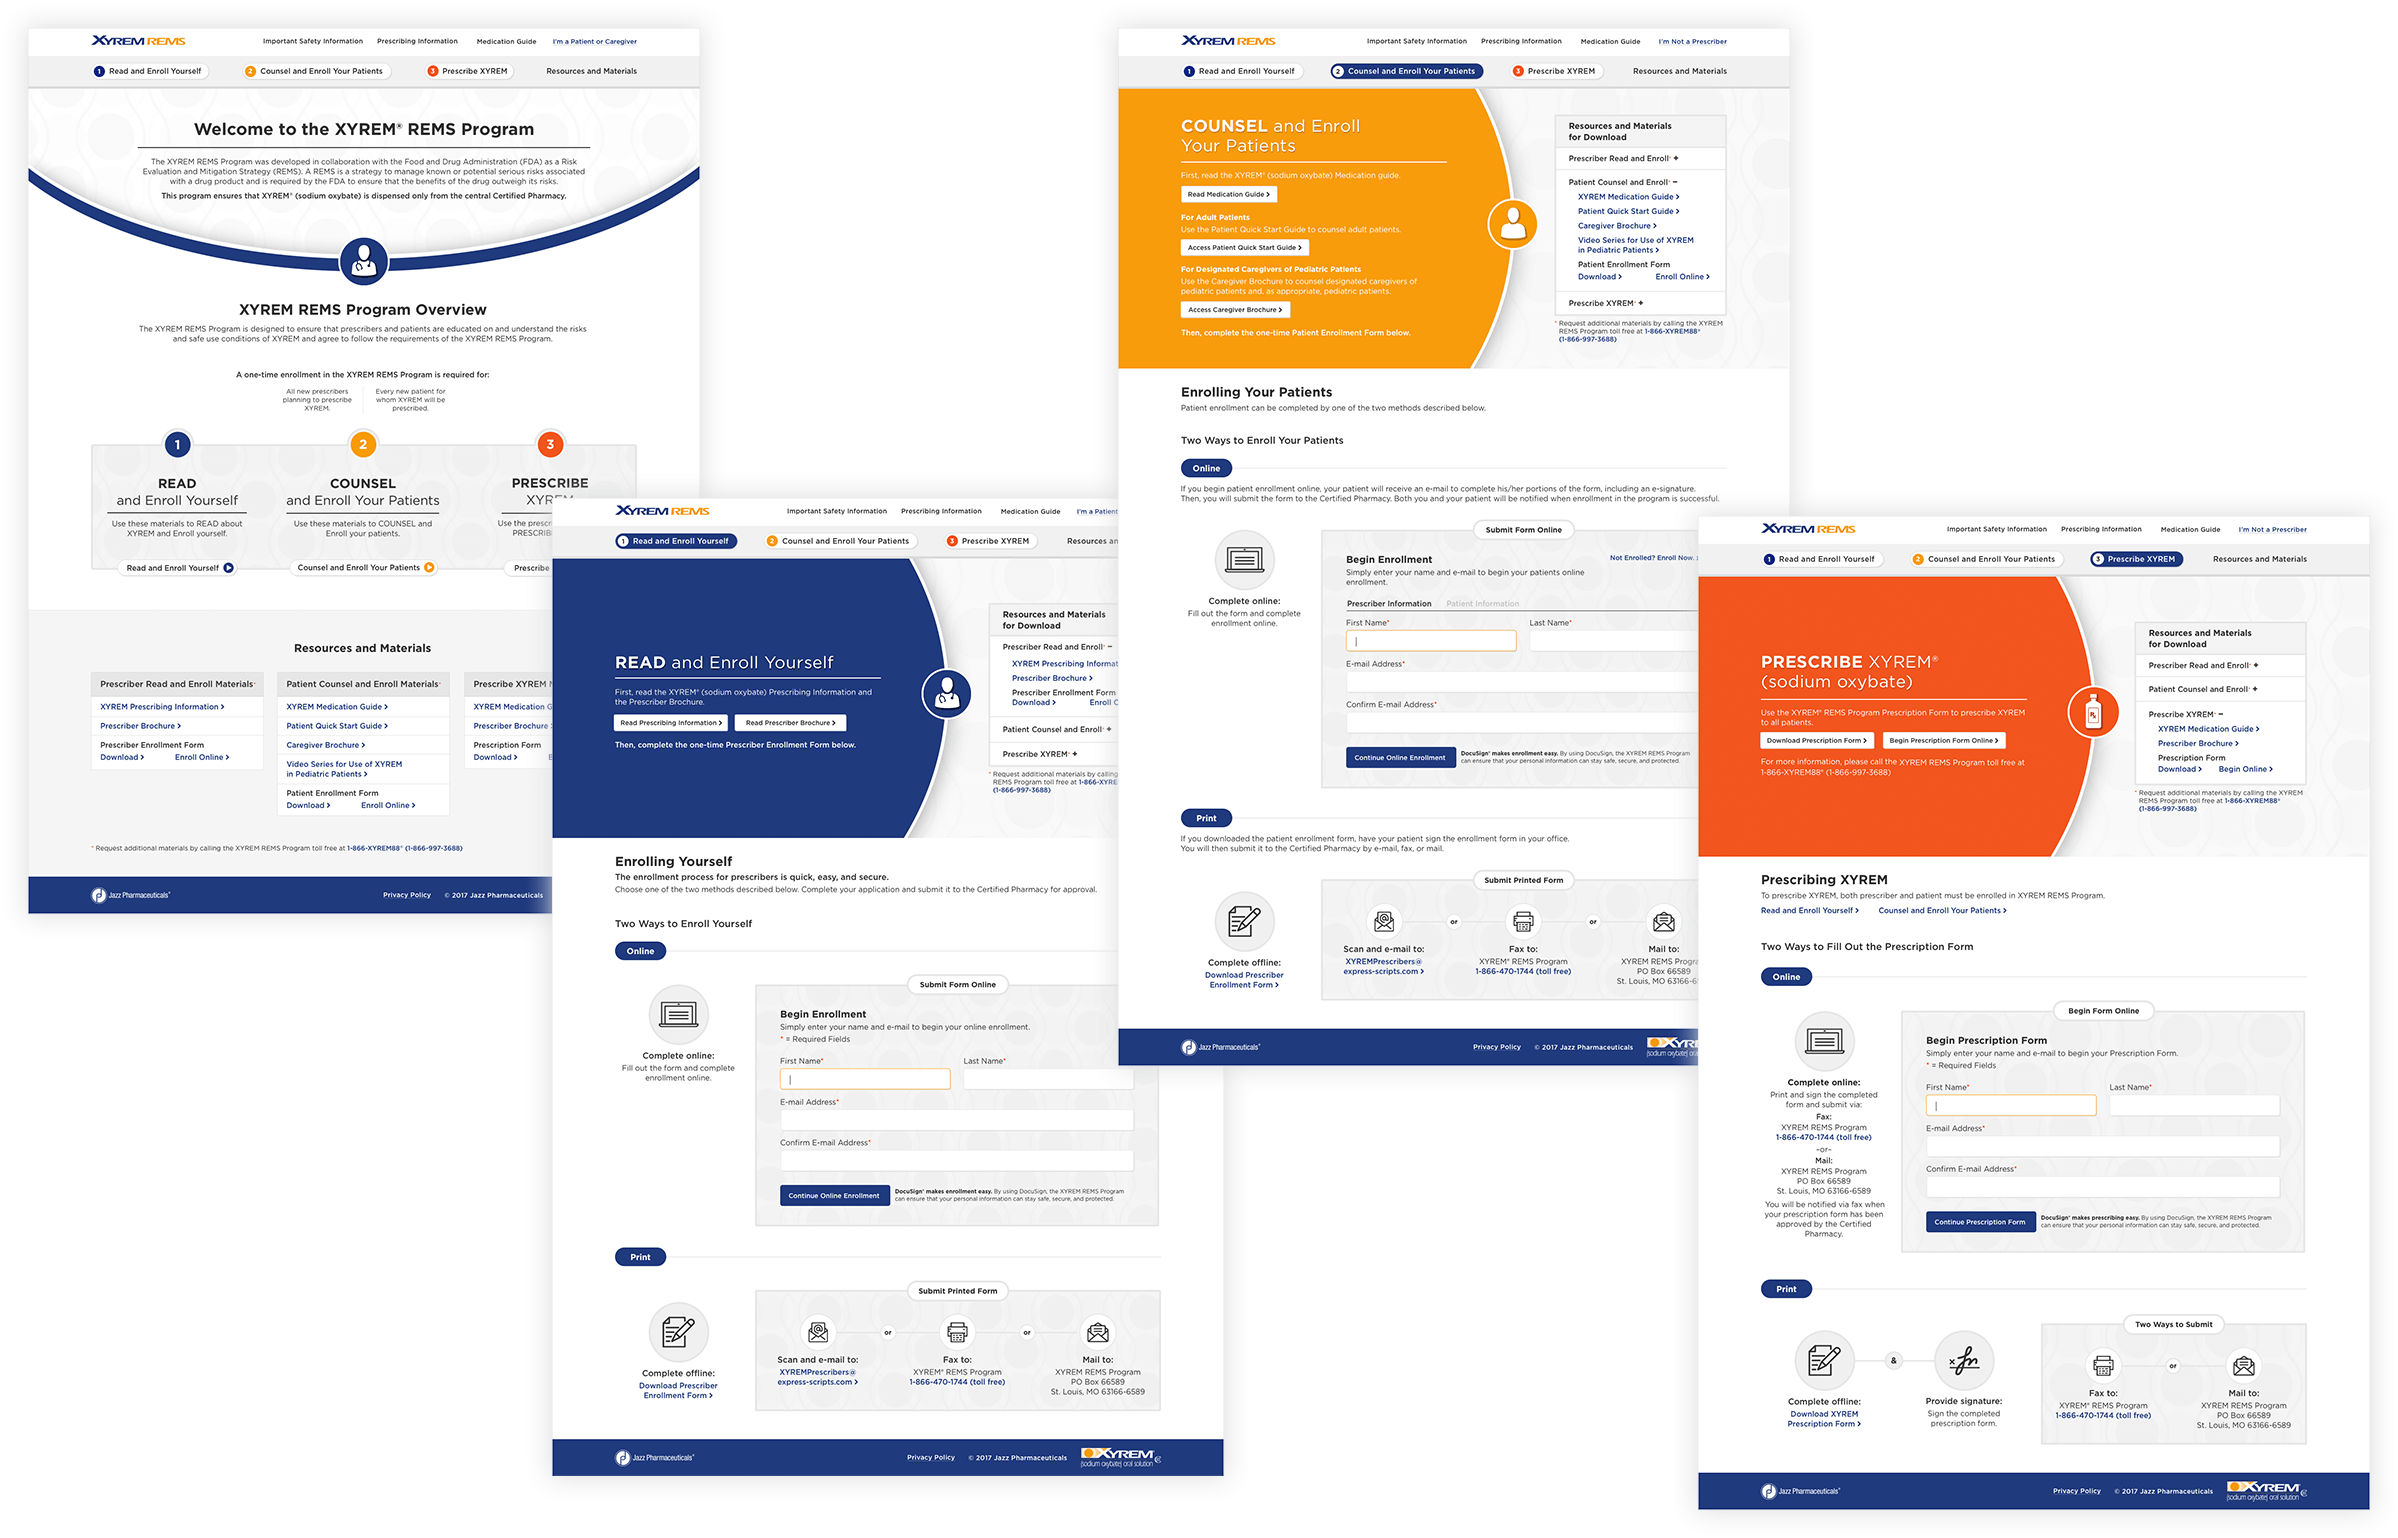 XYREM REMS
Important Safety Information
Prescribing Information
Medication Guide
I'm a Patient or Caregiver
1 Read and Enroll Yourself
2 Counsel and Enroll Your Patients
3 Prescribe XYREM
Resources and Materials
Welcome to the XYREM® REMS Program
The XYREM REMS Program was developed in collaboration with the Food and Drug Administration (FDA) as a Risk
Evaluation and Mitigation Strategy (REMS). A REMS is a strategy to manage known or potential serious risks associated
with a drug product and is required by the FDA to ensure that the benefits of the drug outweigh its risks.
This program ensures that XYREM® (sodium oxybate) is dispensed only from the central Certified Pharmacy.
XYREM REMS Program Overview
The XYREM REMS Program is designed to ensure that prescribers and patients are educated on and understand the risks
and safe use conditions of XYREM and agree to follow the requirements of the XYREM REMS Program.
A one-time enrollment in the XYREM REMS Program is required for:
All new prescribers
planning to prescribe
XYREM.
Every new patient for
whom XYREM will be
prescribed.
1
READ
and Enroll Yourself
Use these materials to READ about
XYREM and Enroll yourself.
Read and Enroll Yourself
2
COUNSEL
and Enroll Your Patients
Use these materials to COUNSEL and
Enroll your patients.
Counsel and Enroll Your Patients
3
PRESCRIBE
XYREM
Use the prescr
PRESCRIB
Prescribe
Resources and Materials
Prescriber Read and Enroll Materials*
XYREM Prescribing Information >
Prescriber Brochure >
Prescriber Enrollment Form
Download > Enroll Online >
Patient Counsel and Enroll Materials*
XYREM Medication Guide >
Patient Quick Start Guide >
Caregiver Brochure >
Video Series for Use of XYREM
in Pediatric Patients >
Patient Enrollment Form
Download > Enroll Online >
Prescribe XYREM M
XYREM Medication G
Prescriber Brochure >
Prescription Form
Download > B
* Request additional materials by calling the XYREM REMS Program toll free at 1-866-XYREM88® (1-866-997-3688)
Jazz Pharmaceuticals®
Privacy Policy
© 2017 Jazz Pharmaceuticals
XYREM REMS
Important Safety Information
Prescribing Information
Medication Guide
I'm a Patient
1 Read and Enroll Yourself
2 Counsel and Enroll Your Patients
3 Prescribe XYREM
Resources an
READ and Enroll Yourself
First, read the XYREM® (sodium oxybate) Prescribing Information and
the Prescriber Brochure.
Read Prescribing Information >
Read Prescriber Brochure >
Then, complete the one-time Prescriber Enrollment Form below.
Resources and Materials
for Download
Prescriber Read and Enroll* –
XYREM Prescribing Informat
Prescriber Brochure >
Prescriber Enrollment Form
Download > Enroll O
Patient Counsel and Enroll* +
Prescribe XYREM* +
* Request additional materials by calling
REMS Program toll free at 1-866-XYRE
(1-866-997-3688)
Enrolling Yourself
The enrollment process for prescribers is quick, easy, and secure.
Choose one of the two methods described below. Complete your application and submit it to the Certified Pharmacy for approval.
Two Ways to Enroll Yourself
Online
Complete online:
Fill out the form and complete
enrollment online.
Submit Form Online
Begin Enrollment
Simply enter your name and e-mail to begin your online enrollment.
* = Required Fields
First Name*
Last Name*
E-mail Address*
Confirm E-mail Address*
Continue Online Enrollment
DocuSign® makes enrollment easy. By using DocuSign, the XYREM REMS Program
can ensure that your personal information can stay safe, secure, and protected.
Print
Complete offline:
Download Prescriber
Enrollment Form >
Submit Printed Form
Scan and e-mail to:
XYREMPrescribers@
express-scripts.com >
or
Fax to:
XYREM® REMS Program
1-866-470-1744 (toll free)
or
Mail to:
XYREM REMS Program
PO Box 66589
St. Louis, MO 63166-6589
Jazz Pharmaceuticals®
Privacy Policy
© 2017 Jazz Pharmaceuticals
XYREM®
(sodium oxybate) oral solution CIII
XYREM REMS
Important Safety Information
Prescribing Information
Medication Guide
I'm Not a Prescriber
1 Read and Enroll Yourself
2 Counsel and Enroll Your Patients
3 Prescribe XYREM
Resources and Materials
COUNSEL and Enroll
Your Patients
First, read the XYREM® (sodium oxybate) Medication guide.
Read Medication Guide >
For Adult Patients
Use the Patient Quick Start Guide to counsel adult patients.
Access Patient Quick Start Guide >
For Designated Caregivers of Pediatric Patients
Use the Caregiver Brochure to counsel designated caregivers of
pediatric patients and, as appropriate, pediatric patients.
Access Caregiver Brochure >
Then, complete the one-time Patient Enrollment Form below.
Resources and Materials
for Download
Prescriber Read and Enroll* +
Patient Counsel and Enroll* –
XYREM Medication Guide >
Patient Quick Start Guide >
Caregiver Brochure >
Video Series for Use of XYREM
in Pediatric Patients >
Patient Enrollment Form
Download > Enroll Online >
Prescribe XYREM* +
* Request additional materials by calling the XYREM
REMS Program toll free at 1-866-XYREM88®
(1-866-997-3688)
Enrolling Your Patients
Patient enrollment can be completed by one of the two methods described below.
Two Ways to Enroll Your Patients
Online
If you begin patient enrollment online, your patient will receive an e-mail to complete his/her portions of the form, including an e-signature.
Then, you will submit the form to the Certified Pharmacy. Both you and your patient will be notified when enrollment in the program is successful.
Complete online:
Fill out the form and complete
enrollment online.
Submit Form Online
Begin Enrollment
Not Enrolled? Enroll Now. >
Simply enter your name and e-mail to begin your patients online
enrollment.
Prescriber Information
Patient Information
First Name*
Last Name*
E-mail Address*
Confirm E-mail Address*
Continue Online Enrollment
DocuSign® makes enrollment easy. By using DocuSign, the XYREM REMS Program
can ensure that your personal information can stay safe, secure, and protected.
Print
If you downloaded the patient enrollment form, have your patient sign the enrollment form in your office.
You will then submit it to the Certified Pharmacy by e-mail, fax, or mail.
Complete offline:
Download Prescriber
Enrollment Form >
Submit Printed Form
Scan and e-mail to:
XYREMPrescribers@
express-scripts.com >
or
Fax to:
XYREM® REMS Program
1-866-470-1744 (toll free)
or
Mail to:
XYREM REMS Progra
PO Box 66589
St. Louis, MO 63166-6
Jazz Pharmaceuticals®
Privacy Policy
© 2017 Jazz Pharmaceuticals
XYRE
(sodium oxybate) ora
XYREM REMS
Important Safety Information
Prescribing Information
Medication Guide
I'm Not a Prescriber
1 Read and Enroll Yourself
2 Counsel and Enroll Your Patients
3 Prescribe XYREM
Resources and Materials
PRESCRIBE XYREM®
(sodium oxybate)
Use the XYREM® REMS Program Prescription Form to prescribe XYREM
to all patients.
Download Prescription Form >
Begin Prescription Form Online >
For more information, please call the XYREM REMS Program toll free at
1-866-XYREM88® (1-866-997-3688)
Rx
Resources and Materials
for Download
Prescriber Read and Enroll* +
Patient Counsel and Enroll* +
Prescribe XYREM* –
XYREM Medication Guide >
Prescriber Brochure >
Prescription Form
Download > Begin Online >
* Request additional materials by calling the XYREM
REMS Program toll free at 1-866-XYREM88®
(1-866-997-3688)
Prescribing XYREM
To prescribe XYREM, both prescriber and patient must be enrolled in XYREM REMS Program.
Read and Enroll Yourself >
Counsel and Enroll Your Patients >
Two Ways to Fill Out the Prescription Form
Online
Complete online:
Print and sign the completed
form and submit via:
Fax:
XYREM REMS Program
1-866-470-1744 (toll free)
–or–
Mail:
XYREM REMS Program
PO Box 66589
St. Louis, MO 63166-6589
You will be notified via fax when
your prescription form has been
approved by the Certified
Pharmacy.
Begin Form Online
Begin Prescription Form
Simply enter your name and e-mail to begin your Prescription Form.
* = Required Fields
First Name*
Last Name*
E-mail Address*
Confirm E-mail Address*
Continue Prescription Form
DocuSign® makes prescribing easy. By using DocuSign, the XYREM REMS Program
can ensure that your personal information can stay safe, secure, and protected.
Print
Complete offline:
Download XYREM
Prescription Form >
&
Provide signature:
Sign the completed
prescription form.
Two Ways to Submit
Fax to:
XYREM® REMS Program
1-866-470-1744 (toll free)
or
Mail to:
XYREM REMS Program
PO Box 66589
St. Louis, MO 63166-6589
Jazz Pharmaceuticals®
Privacy Policy
© 2017 Jazz Pharmaceuticals
XYREM®
(sodium oxybate) oral solution CIII